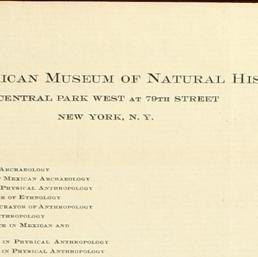 ICAN MUSEUM OF NATURAL HIS
CENTRAL PARK WEST AT 79TH STREET
NEW YORK, N. Y.
ARCHAEOLOGY
MEXICAN ARCHAEOLOGY
PHYSICAL ANTHROPOLOGY
OF ETHNOLOGY
CURATOR OF ANTHROPOLOGY
THROPOLOGY
CE IN MEXICAN AND
IN PHYSICAL ANTHROPOLOGY
IN PHYSICAL ANTHROPOLOGY